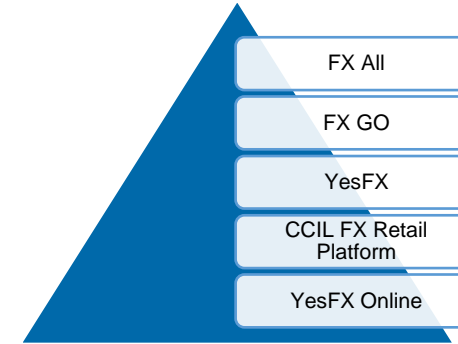 FX All
FX GO
YesFX
CCIL FX Retail
Platform
YesFX Online